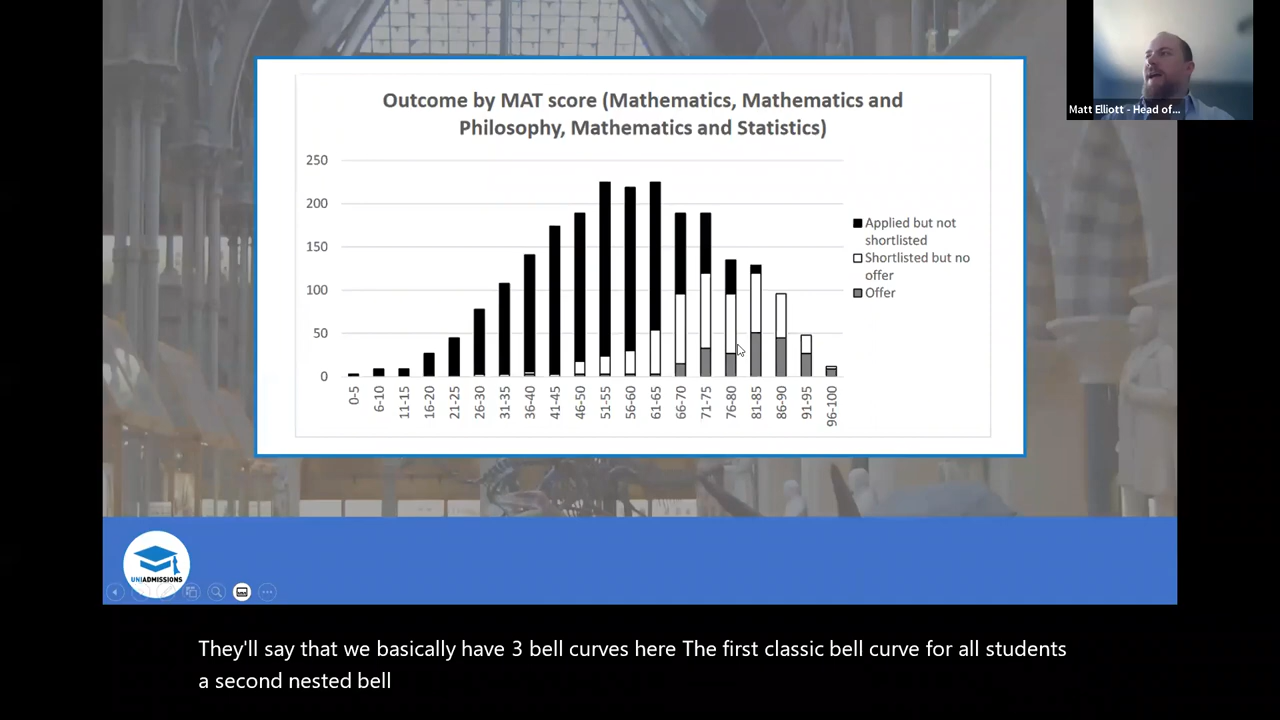 Matt Elliott - Head of...
Outcome by MAT score (Mathematics, Mathematics and
Philosophy, Mathematics and Statistics)
250
200
150
100
50
0
0-5
6-10
11-15
16-20
21-25
26-30
31-35
36-40
41-45
46-50
51-55
56-60
61-65
66-70
71-75
76-80
81-85
86-90
91-95
96-100
Applied but not
shortlisted
Shortlisted but no
offer
Offer
UNIADMISSIONS
They'll say that we basically have 3 bell curves here The first classic bell curve for all students
a second nested bell